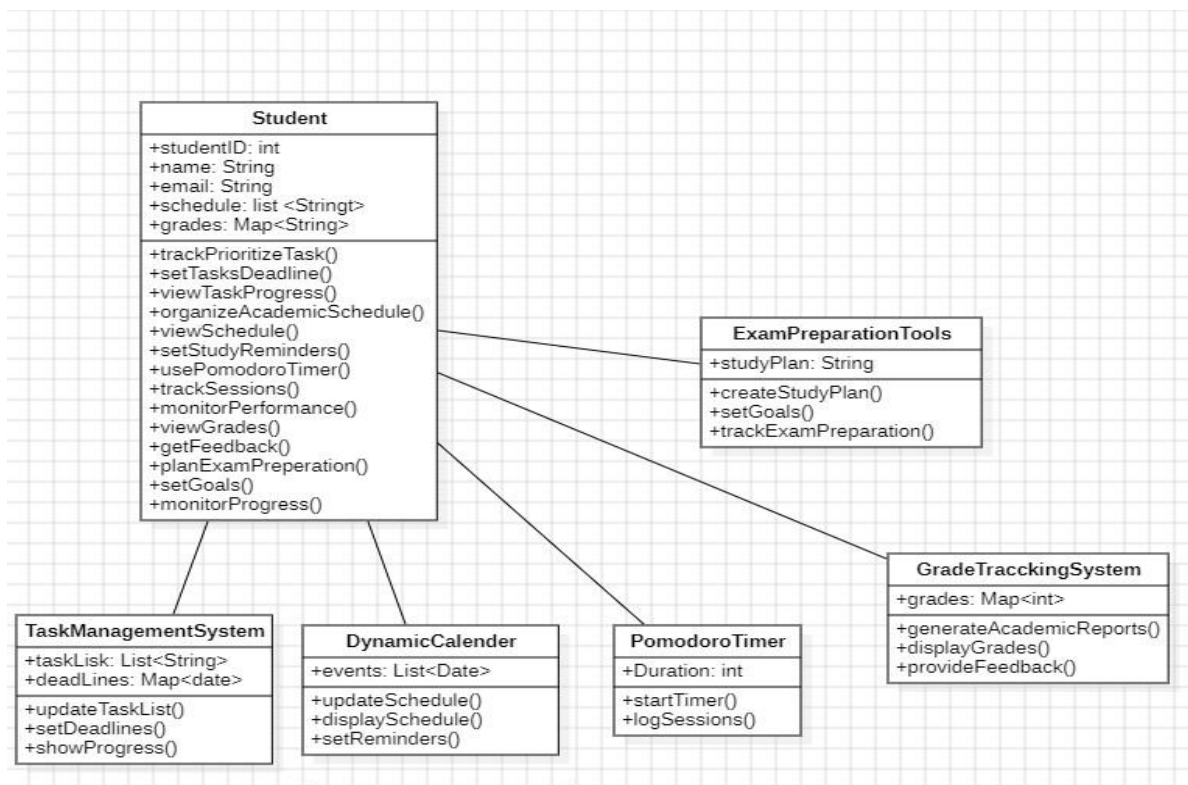 Student
+studentID: int
+name: String
+email: String
+schedule: list <Stringt>
+grades: Map<String>
+trackPrioritizeTask()
+setTasksDeadline()
+viewTaskProgress()
+organizeAcademicSchedule()
+viewSchedule()
+setStudyReminders()
+usePomodoroTimer()
+trackSessions()
+monitorPerformance()
+viewGrades()
+getFeedback()
+planExamPreperation()
+setGoals()
+monitorProgress()
ExamPreparationTools
+studyPlan: String
+createStudyPlan()
+setGoals()
+trackExamPreparation()
GradeTracckingSystem
+grades: Map<int>
+generateAcademicReports()
+displayGrades()
+provideFeedback()
TaskManagementSystem
+taskLisk: List<String>
+deadLines: Map<date>
+updateTaskList()
+setDeadlines()
+showProgress()
DynamicCalender
+events: List<Date>
+updateSchedule()
+displaySchedule()
+setReminders()
PomodoroTimer
+Duration: int
+startTimer()
+logSessions()